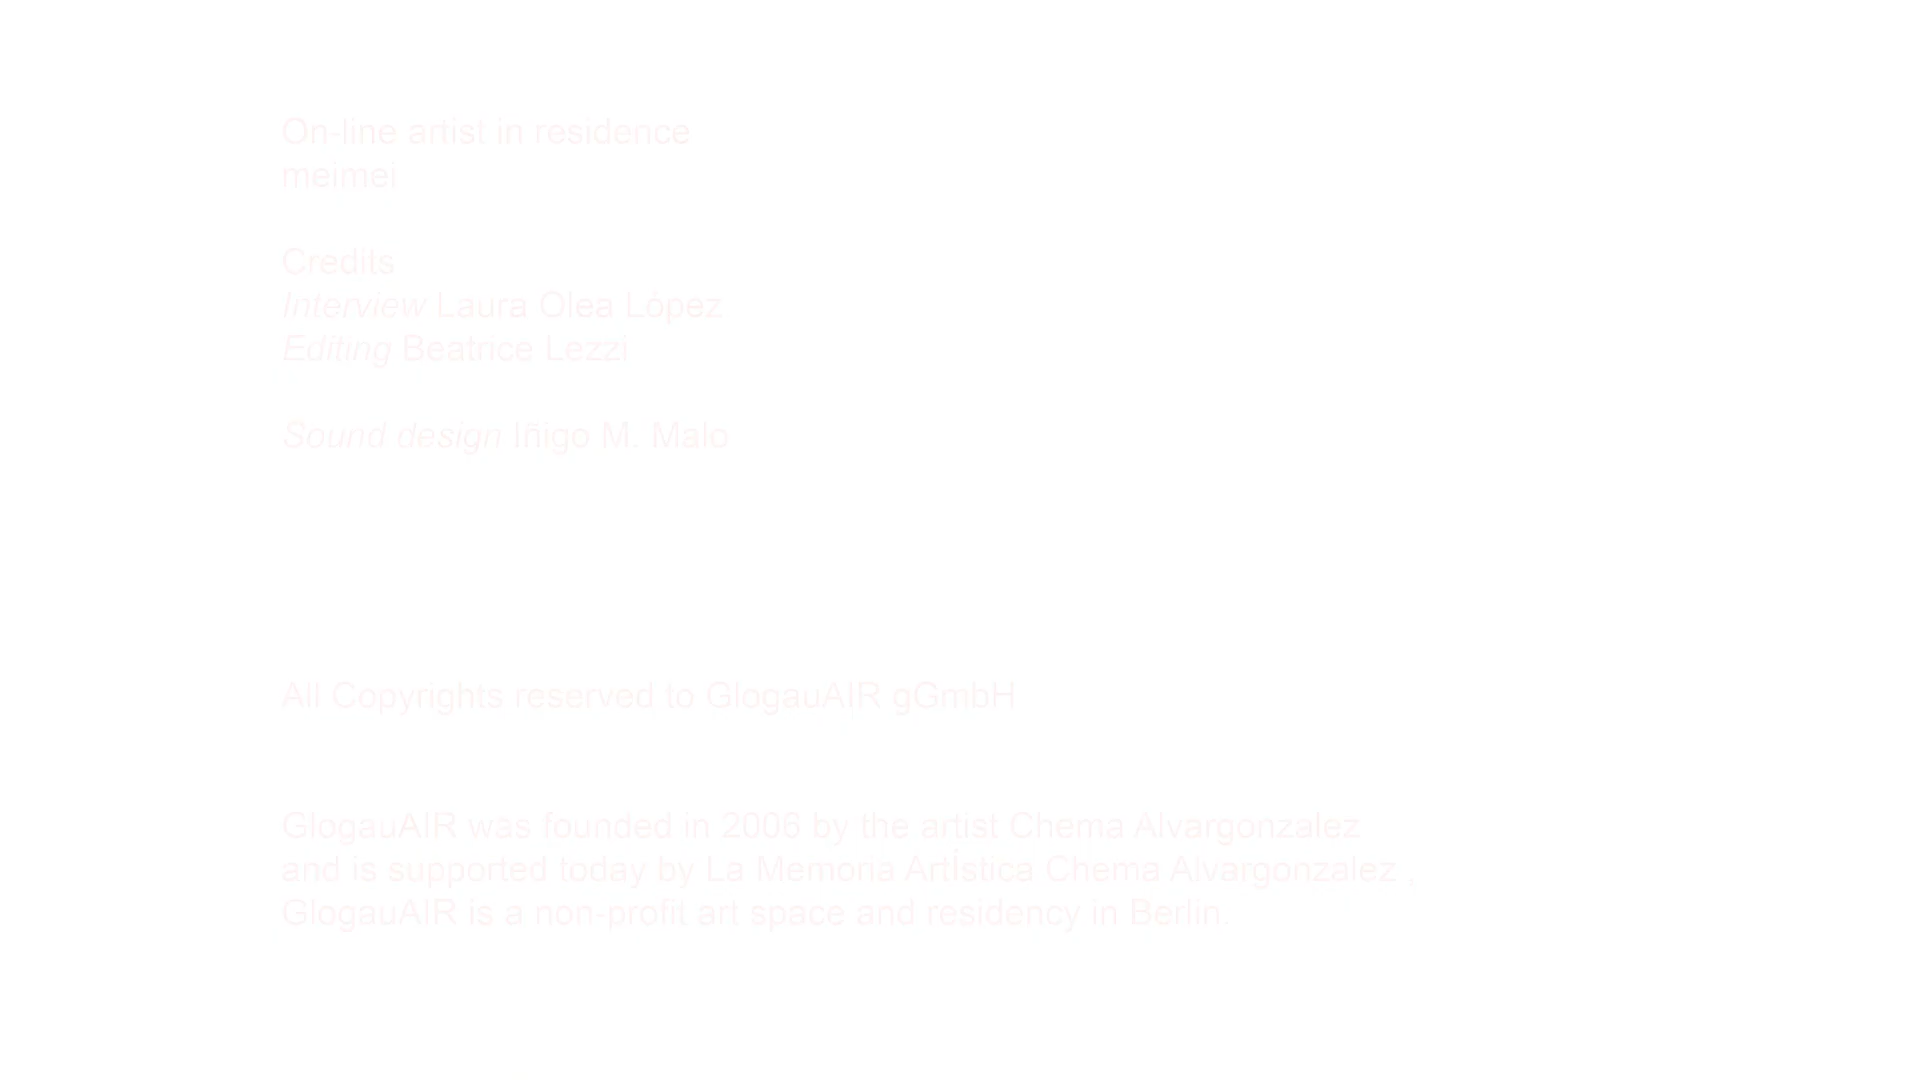 On-line artist in residence
meimei
Credits
Interview Laura Olea López
Editing Beatrice Lezzi
Sound design Iñigo M. Malo
All Copyrights reserved to GlogauAIR gGmbH
GlogauAIR was founded in 2006 by the artist Chema Alvargonzalez
and is supported today by La Memoria Artística Chema Alvargonzalez ,
GlogauAIR is a non-profit art space and residency in Berlin.